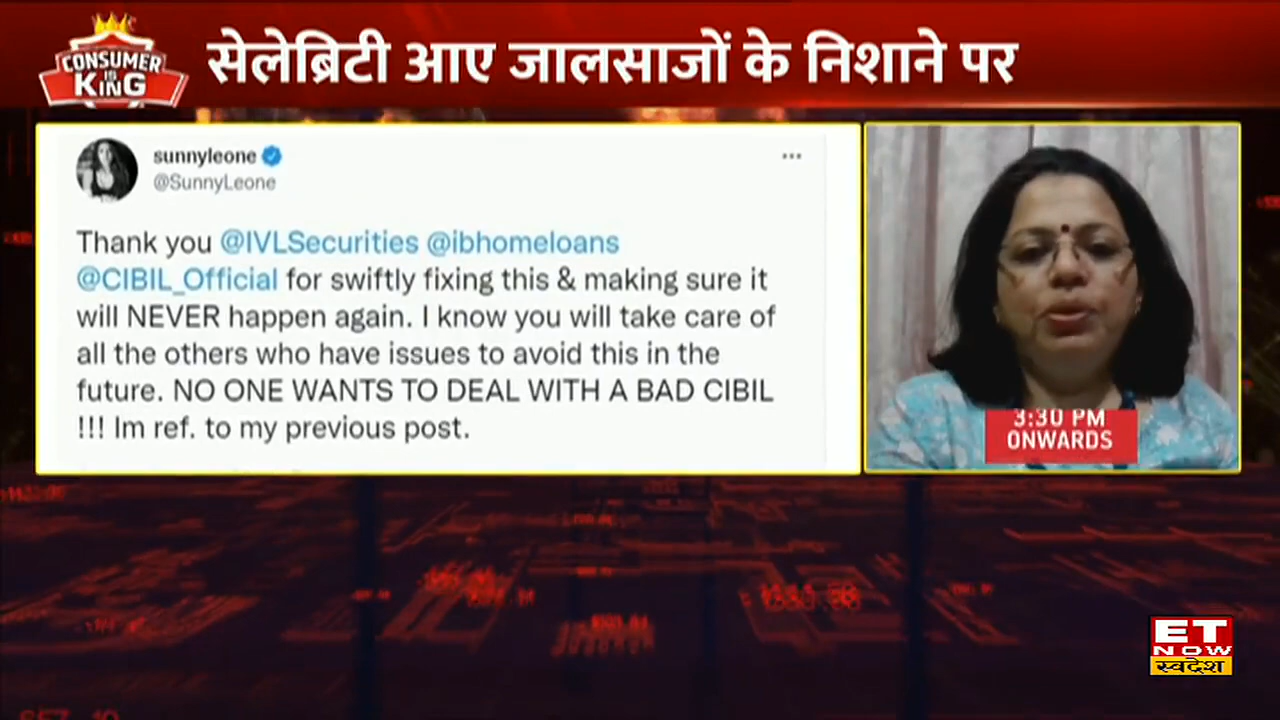 CONSUMER
IS
KING
सेलेब्रिटी आए जालसाजों के निशाने पर
sunnyleone
@SunnyLeone
Thank you @IVLSecurities @ibhomeloans
@CIBIL_Official for swiftly fixing this & making sure it
will NEVER happen again. I know you will take care of
all the others who have issues to avoid this in the
future. NO ONE WANTS TO DEAL WITH A BAD CIBIL
!!! Im ref. to my previous post.
3:30 PM
ONWARDS
ET
NOW
स्वदेश